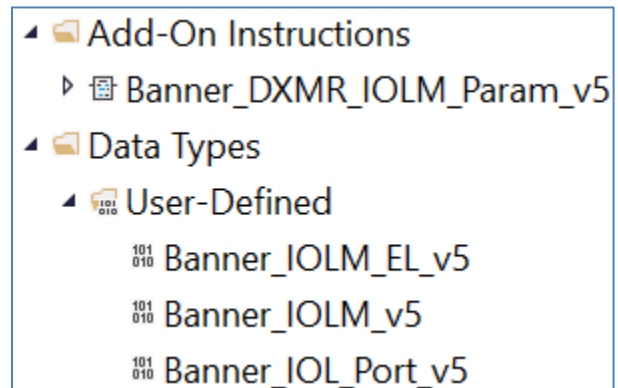 Add-On Instructions
Banner_DXMR_IOLM_Param_v5
Data Types
User-Defined
Banner_IOLM_EL_v5
Banner_IOLM_v5
Banner_IOL_Port_v5